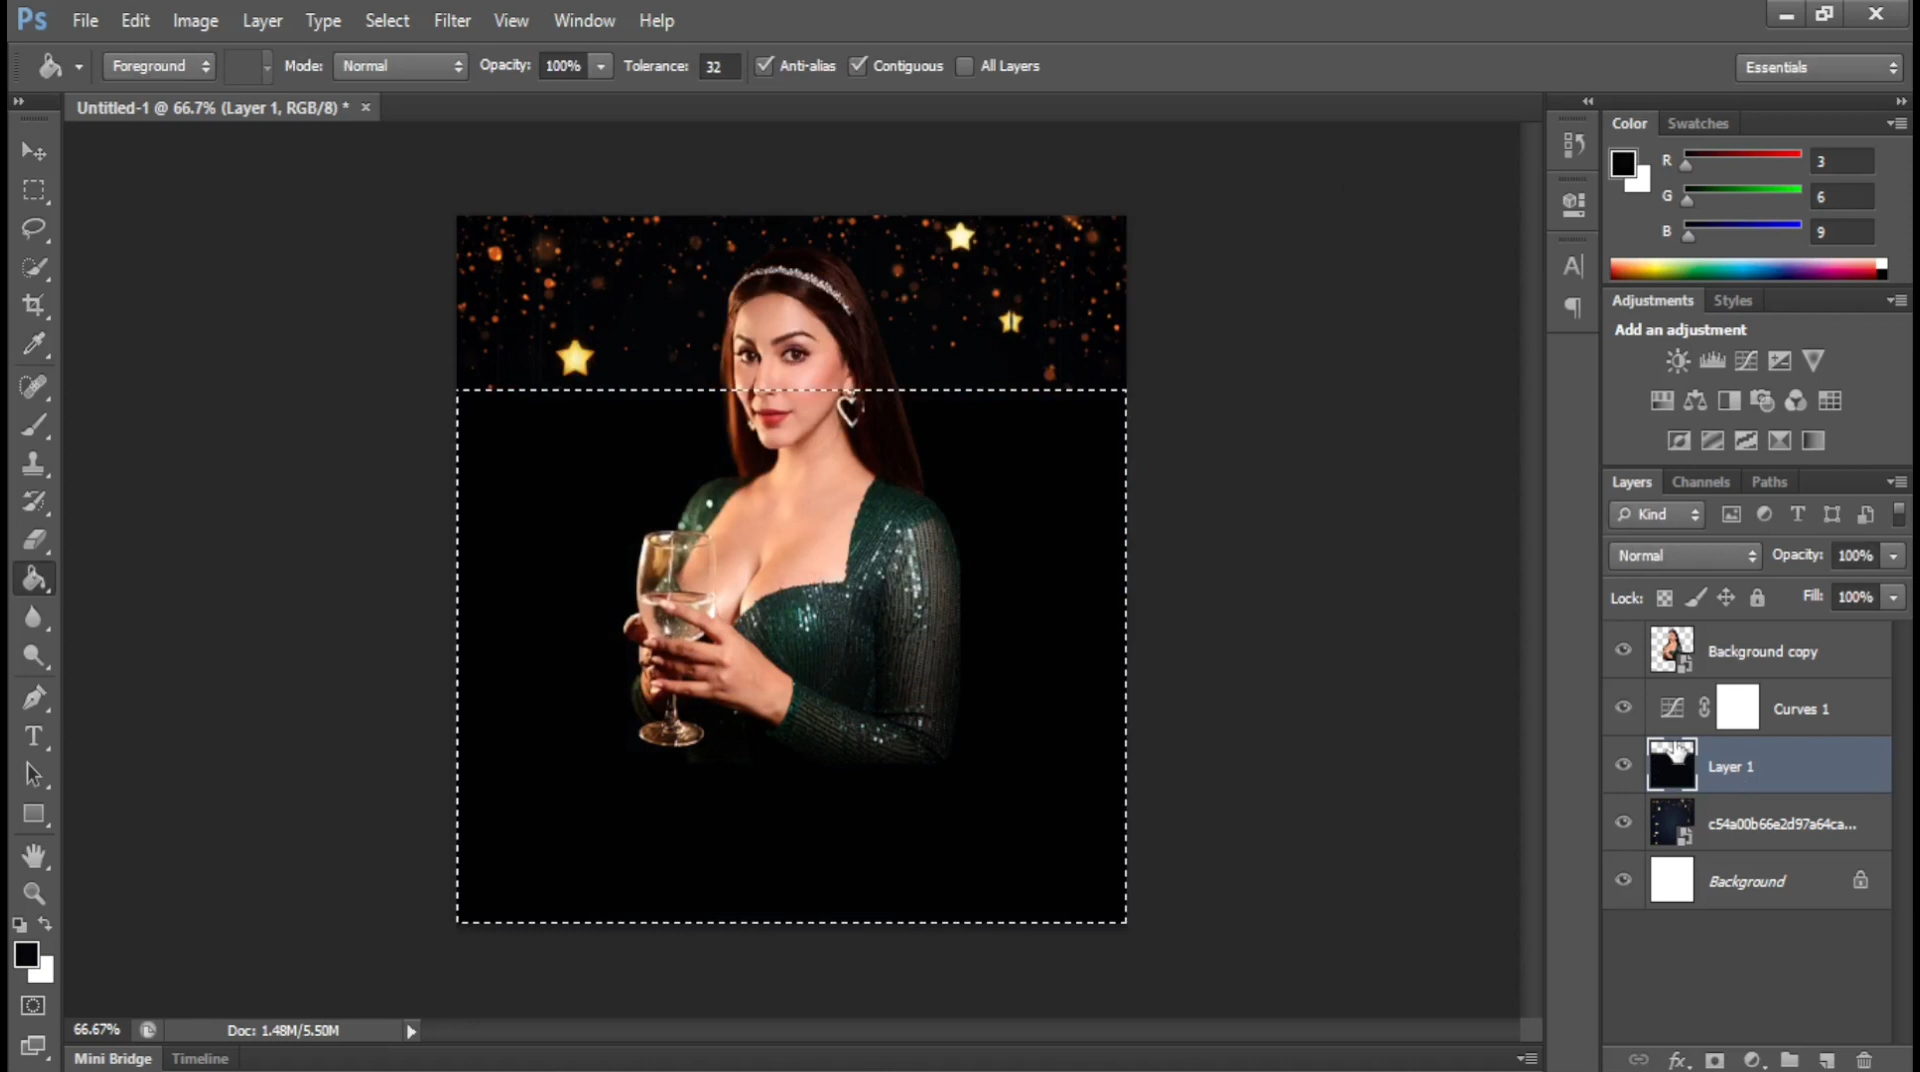 Ps File Edit Image Layer Type Select Filter View Window Help
Foreground Mode: Normal Opacity: 100% Tolerance: 32 Anti-alias Contiguous All Layers Essentials
Untitled-1 @ 66.7% (Layer 1, RGB/8) * ×
Color Swatches
R 3
G 6
B 9
Adjustments Styles
Add an adjustment
Layers Channels Paths
Kind
Normal Opacity: 100%
Lock: Fill: 100%
Background copy
Curves 1
Layer 1
c54a00b66e2d97a64ca...
Background
66.67% Doc: 1.48M/5.50M
Mini Bridge Timeline